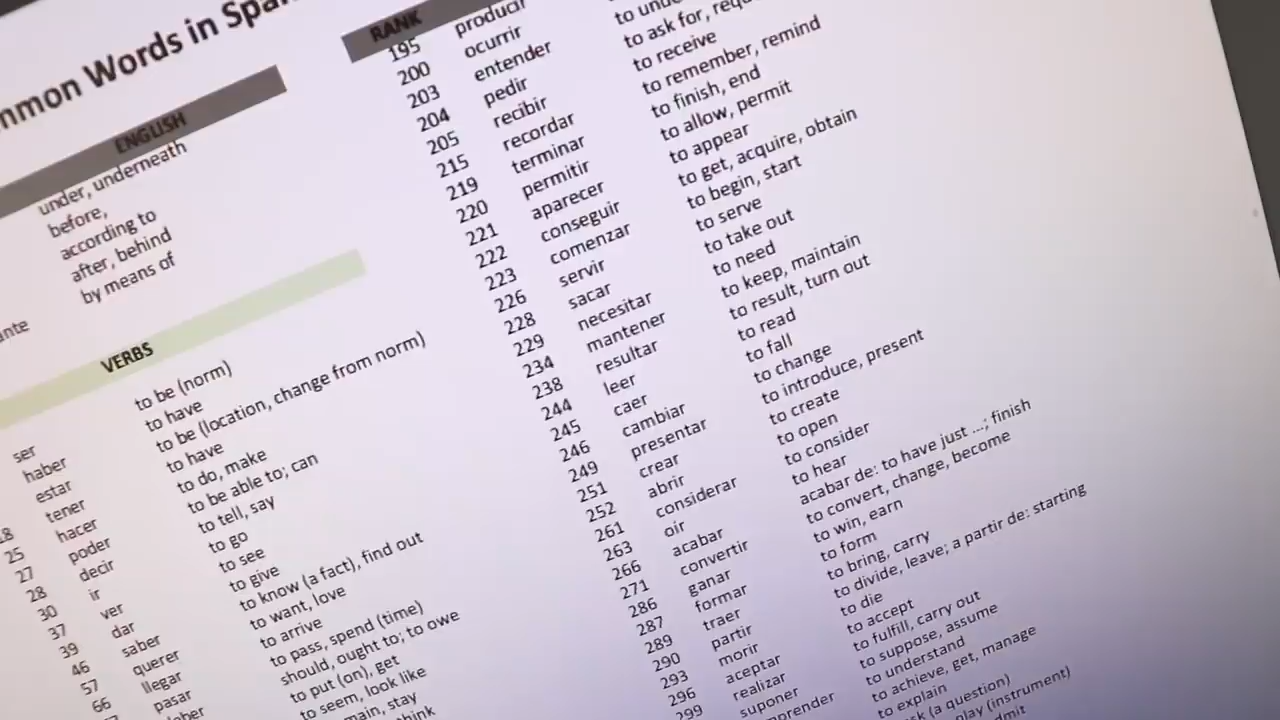 Words in
ENGLISH
under, underneath
before,
according to
after, behind
by means of
VERBS
ser to be (norm)
haber to have
estar to be (location, change from norm)
18 tener to have
25 hacer to do, make
27 poder to be able to; can
28 decir to tell, say
30 ir to go
37 ver to see
39 dar to give
46 saber to know (a fact), find out
57 querer to want, love
66 llegar to arrive
pasar to pass, spend (time)
should, ought to; to owe
to put (on), get
to seem, look like
stay
RANK
195 producir
200 ocurrir
203 entender to
204 pedir to ask for,
205 recibir to receive
215 recordar to remember, remind
219 terminar to finish, end
220 permitir to allow, permit
221 aparecer to appear
222 conseguir to get, acquire, obtain
223 comenzar to begin, start
226 servir to serve
228 sacar to take out
229 necesitar to need
234 mantener to keep, maintain
238 resultar to result, turn out
244 leer to read
245 caer to fall
246 cambiar to change
249 presentar to introduce, present
251 crear to create
252 abrir to open
261 considerar to consider
263 oir to hear
266 acabar acabar de: to have just ...; finish
271 convertir to convert, change, become
286 ganar to win, earn
287 formar to form
289 traer to bring, carry
290 partir to divide, leave; a partir de: starting
293 morir to die
296 aceptar to accept
299 realizar to fulfill, carry out
suponer to suppose, assume
to understand
to achieve, get, manage
to explain
(a question)
play (instrument)